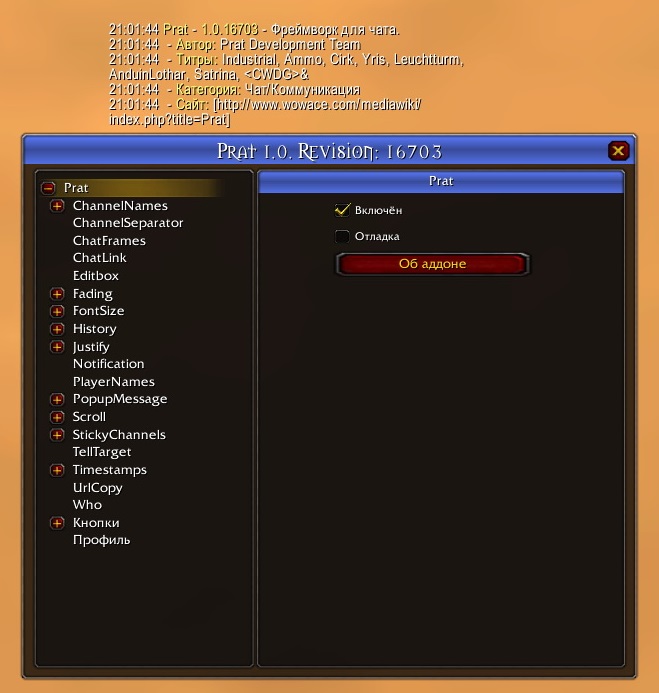 21:01:44 Prat - 1.0.16703 - Фреймворк для чата.
21:01:44  - Автор: Prat Development Team
21:01:44  - Титры: Industrial, Ammo, Cirk, Yris, Leuchtturm,
AnduinLothar, Satrina, <CWDG>&
21:01:44  - Категория: Чат/Коммуникация
21:01:44  - Сайт: [http://www.wowace.com/mediawiki/
index.php?title=Prat]
Prat 1.0. Revision: 16703
Prat
ChannelNames
ChannelSeparator
ChatFrames
ChatLink
Editbox
Fading
FontSize
History
Justify
Notification
PlayerNames
PopupMessage
Scroll
StickyChannels
TellTarget
Timestamps
UrlCopy
Who
Кнопки
Профиль
Prat
Включён
Отладка
Об аддоне